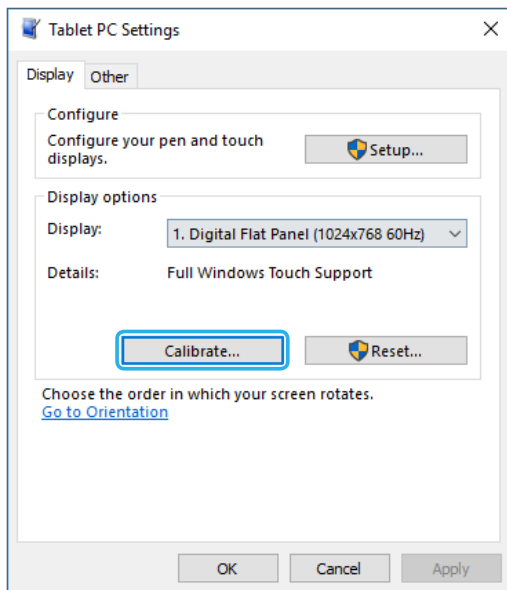 Tablet PC Settings
Display
Other
Configure
Configure your pen and touch
displays.
Setup...
Display options
Display:
1. Digital Flat Panel (1024x768 60Hz)
Details:
Full Windows Touch Support
Calibrate...
Reset...
Choose the order in which your screen rotates.
Go to Orientation
OK
Cancel
Apply